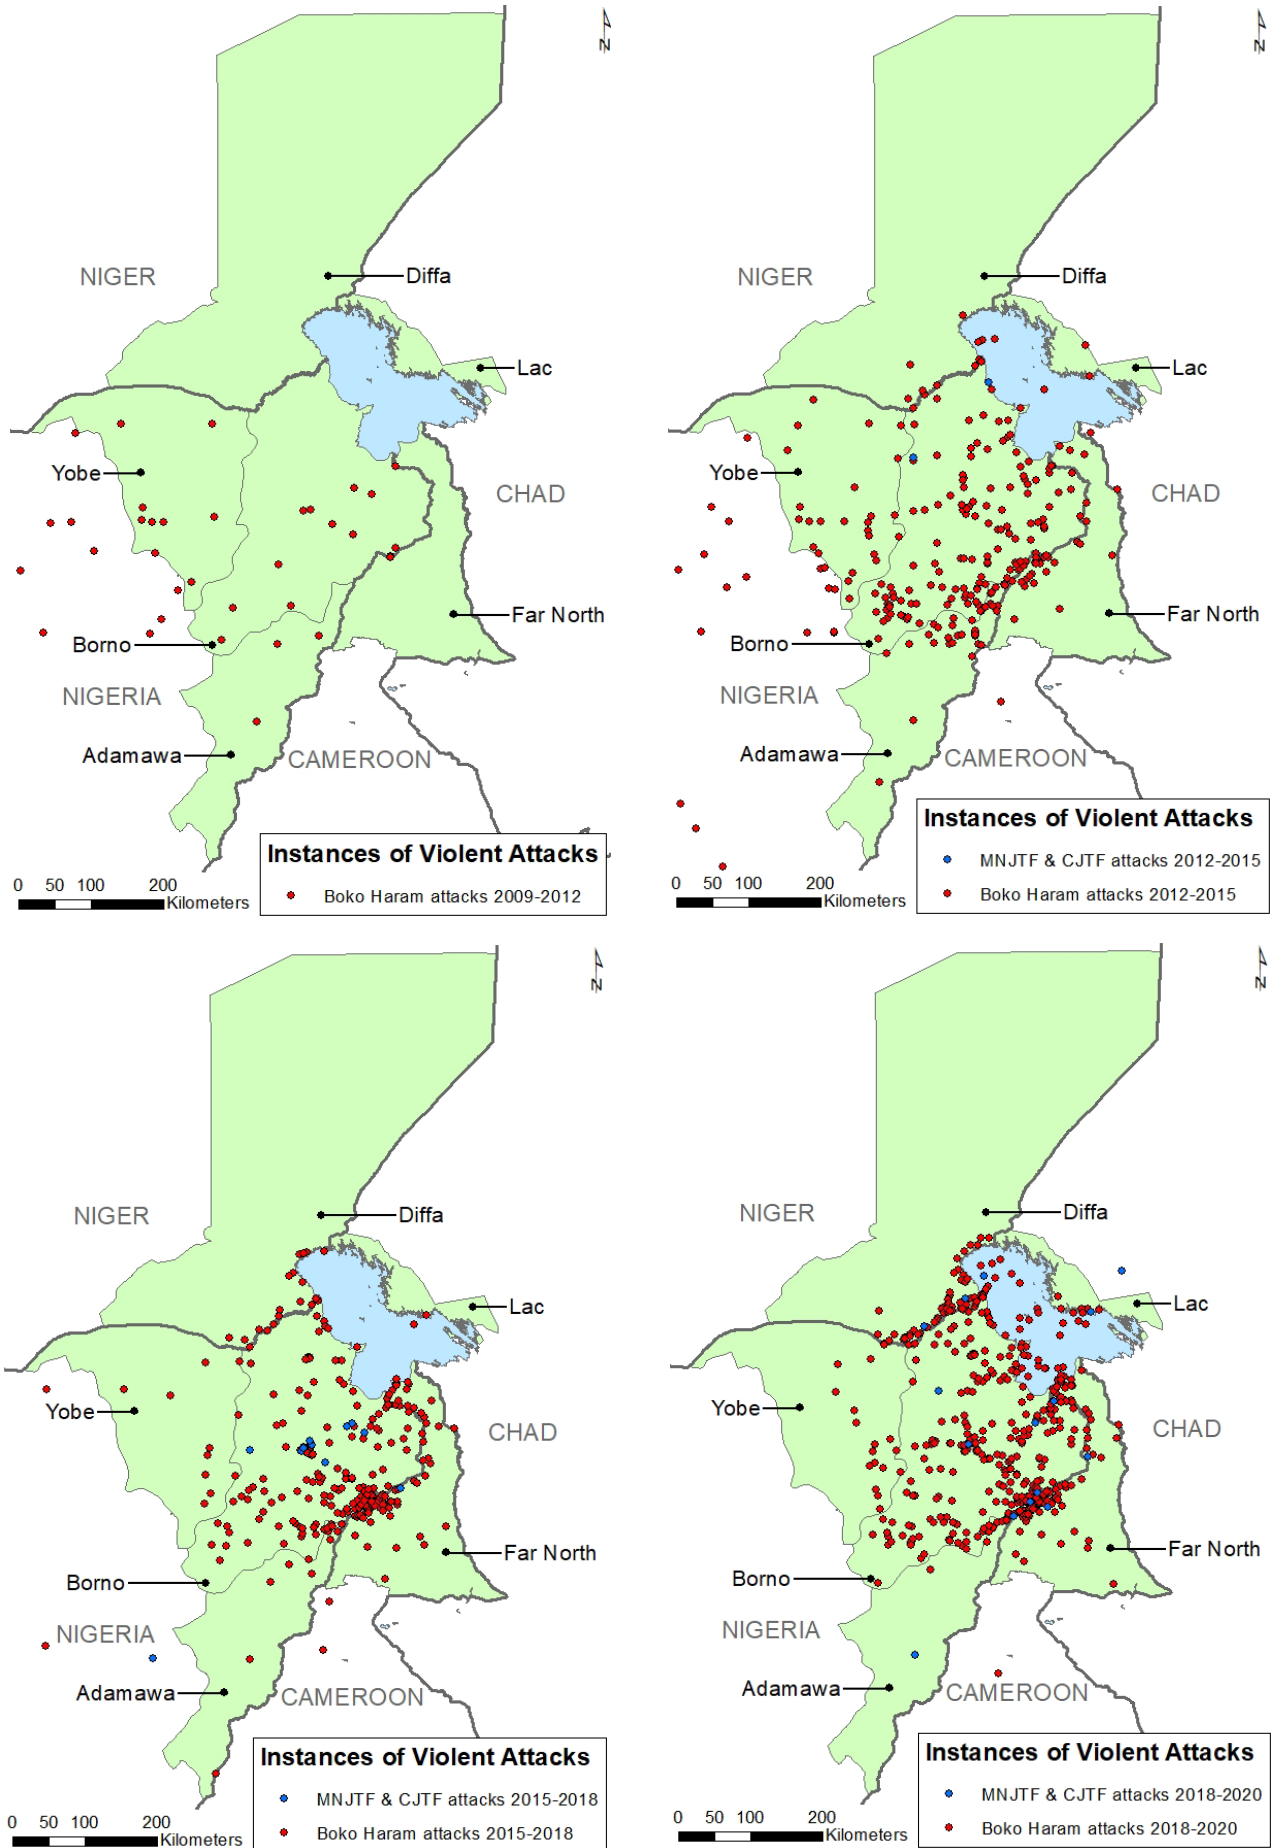 N
NIGER
Diffa
Lac
Yobe
CHAD
Far North
Borno
NIGERIA
Adamawa
CAMEROON
Instances of Violent Attacks
Boko Haram attacks 2009-2012
0 50 100 200
Kilometers
N
NIGER
Diffa
Lac
Yobe
CHAD
Far North
Borno
NIGERIA
Adamawa
CAMEROON
Instances of Violent Attacks
MNJTF & CJTF attacks 2012-2015
Boko Haram attacks 2012-2015
0 50 100 200
Kilometers
N
NIGER
Diffa
Lac
Yobe
CHAD
Far North
Borno
NIGERIA
Adamawa
CAMEROON
Instances of Violent Attacks
MNJTF & CJTF attacks 2015-2018
Boko Haram attacks 2015-2018
0 50 100 200
Kilometers
N
NIGER
Diffa
Lac
Yobe
CHAD
Far North
Borno
NIGERIA
Adamawa
CAMEROON
Instances of Violent Attacks
MNJTF & CJTF attacks 2018-2020
Boko Haram attacks 2018-2020
0 50 100 200
Kilometers